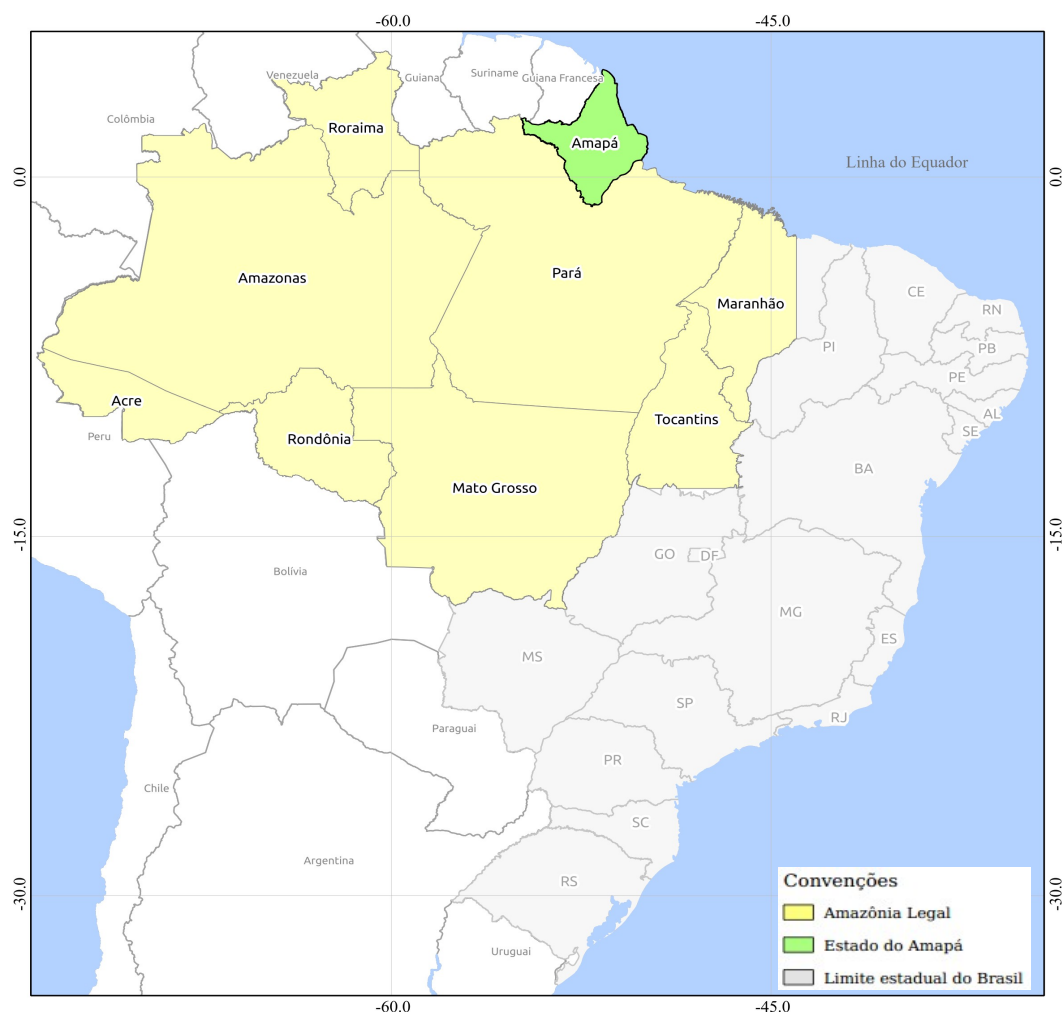 -60.0
-45.0
Venezuela
Guiana
Suriname
Guiana Francesa
Colômbia
Roraima
Amapá
Linha do Equador
0.0
0.0
Amazonas
Pará
Maranhão
CE
RN
PI
PB
PE
Acre
Peru
Tocantins
AL
SE
Rondônia
BA
Mato Grosso
-15.0
-15.0
GO
DF
Bolívia
MG
ES
MS
SP
RJ
Paraguai
PR
Chile
SC
Argentina
RS
-30.0
-30.0
Uruguai
Convenções
Amazônia Legal
Estado do Amapá
Limite estadual do Brasil
-60.0
-45.0